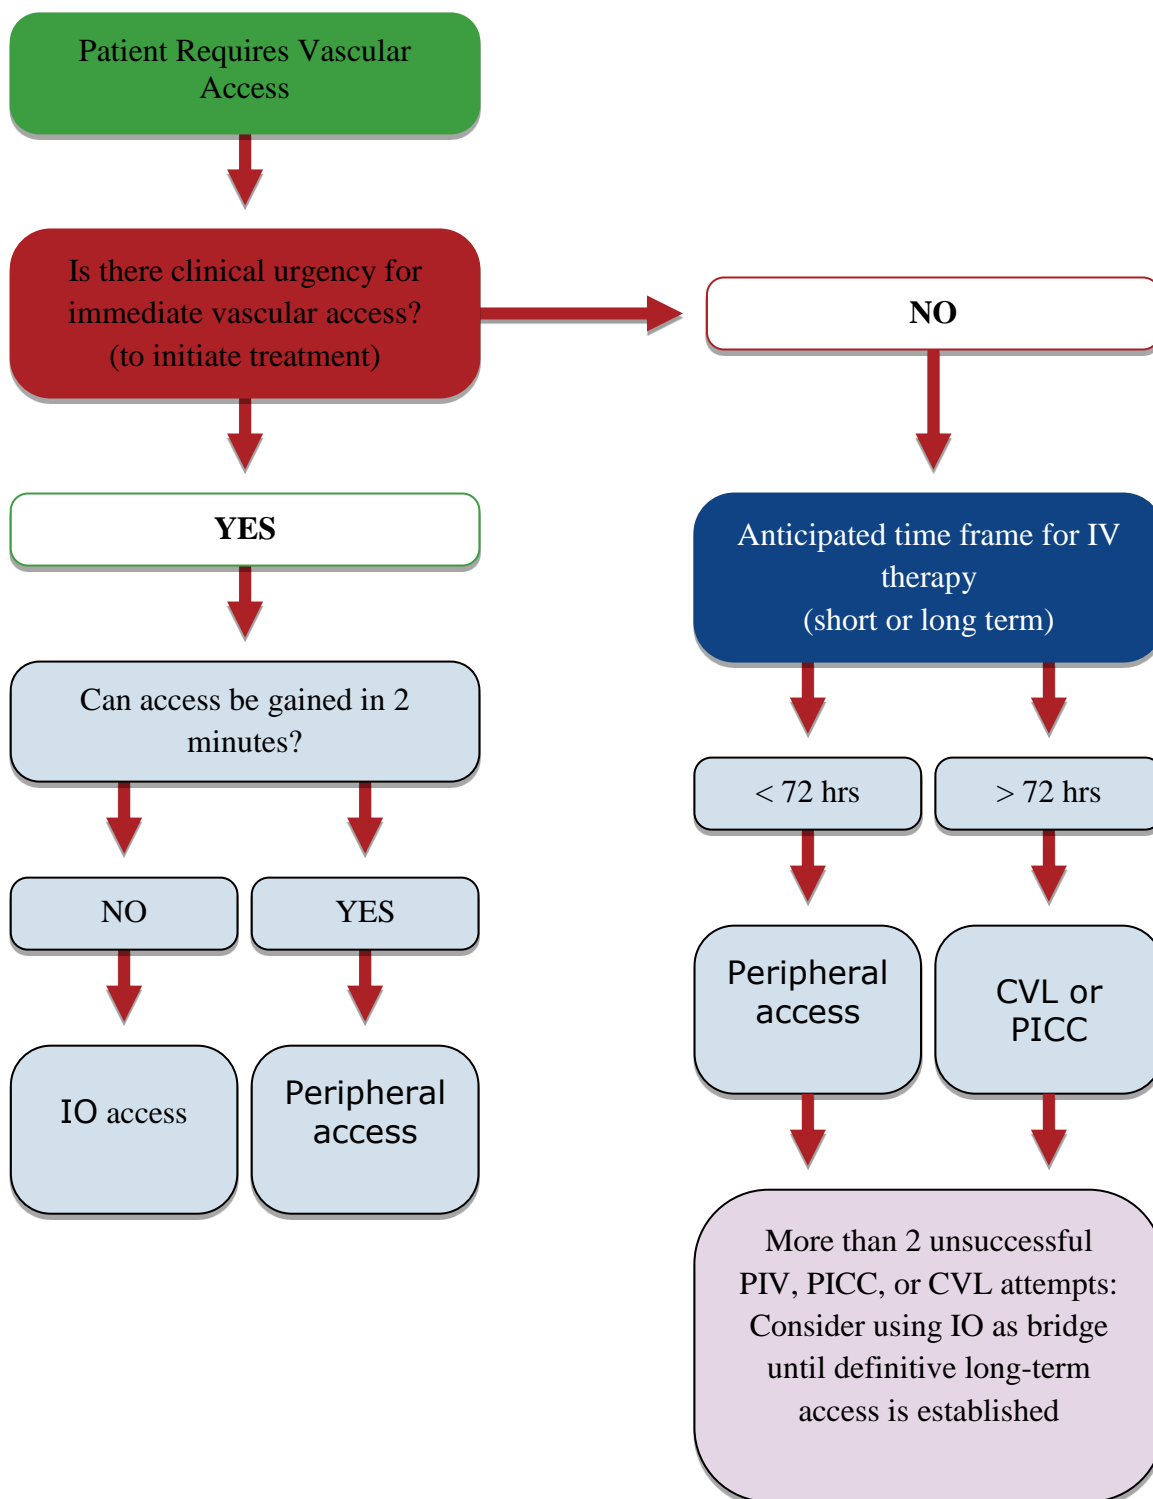 Patient Requires Vascular
Access
Is there clinical urgency for
immediate vascular access?
(to initiate treatment)
NO
YES
Anticipated time frame for IV
therapy
(short or long term)
Can access be gained in 2
minutes?
< 72 hrs
> 72 hrs
NO
YES
Peripheral
access
CVL or
PICC
IO access
Peripheral
access
More than 2 unsuccessful
PIV, PICC, or CVL attempts:
Consider using IO as bridge
until definitive long-term
access is established